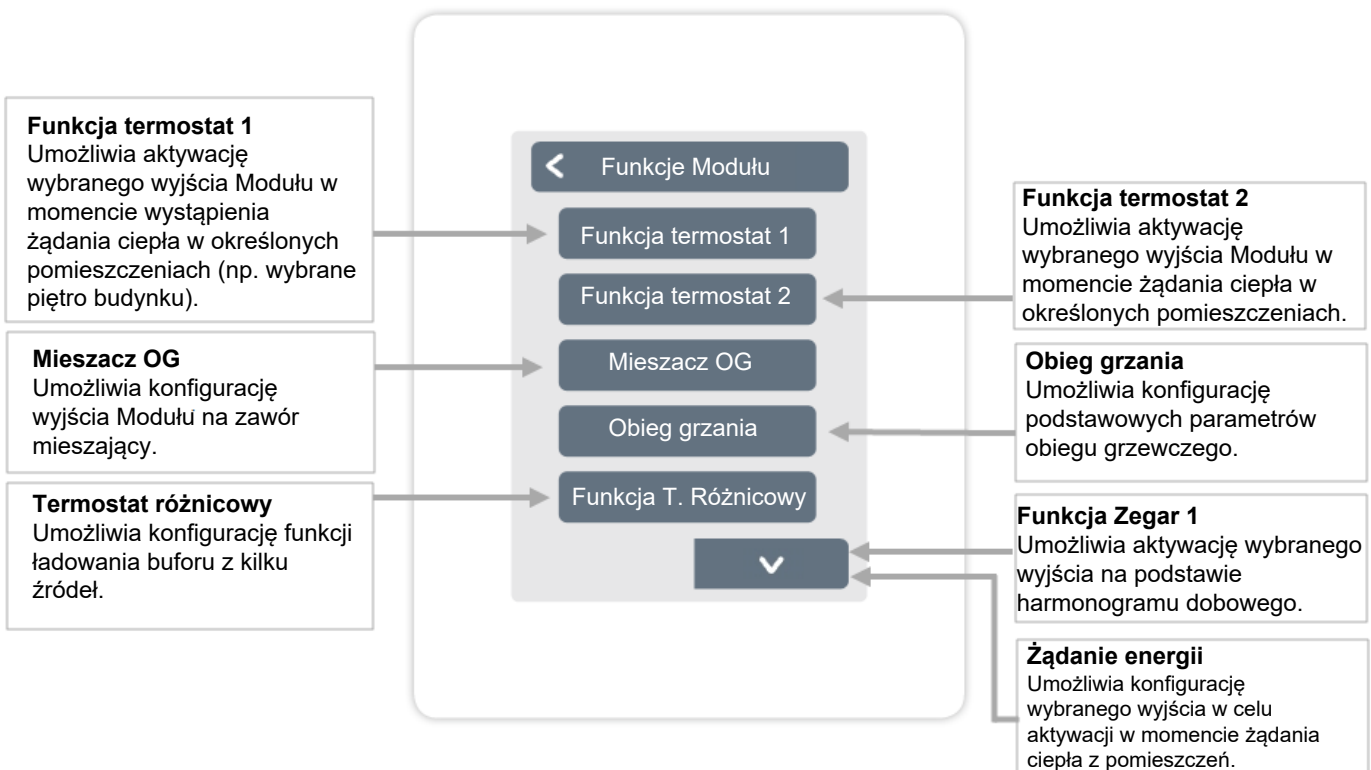 Funkcja termostat 1
Umożliwia aktywację
wybranego wyjścia Modułu w
momencie wystąpienia
żądania ciepła w określonych
pomieszczeniach (np. wybrane
piętro budynku).
Mieszacz OG
Umożliwia konfigurację
wyjścia Modułu na zawór
mieszający.
Termostat różnicowy
Umożliwia konfigurację funkcji
ładowania buforu z kilku
źródeł.
Funkcje Modułu
Funkcja termostat 1
Funkcja termostat 2
Mieszacz OG
Obieg grzania
Funkcja T. Różnicowy
Funkcja termostat 2
Umożliwia aktywację
wybranego wyjścia Modułu w
momencie żądania ciepła w
określonych pomieszczeniach.
Obieg grzania
Umożliwia konfigurację
podstawowych parametrów
obiegu grzewczego.
Funkcja Zegar 1
Umożliwia aktywację wybranego
wyjścia na podstawie
harmonogramu dobowego.
Żądanie energii
Umożliwia konfigurację
wybranego wyjścia w celu
aktywacji w momencie żądania
ciepła z pomieszczeń.